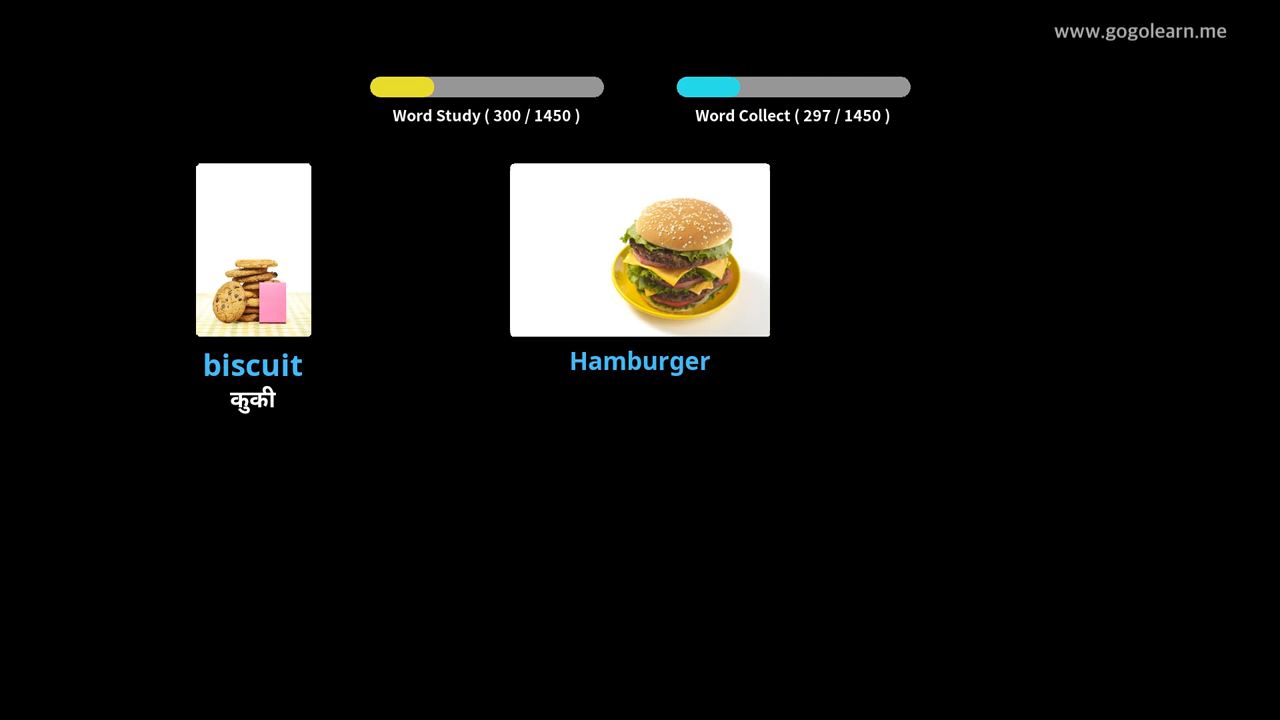 www.gogolearn.me
Word Study ( 300 / 1450 )
Word Collect ( 297 / 1450 )
biscuit
कुकी
Hamburger